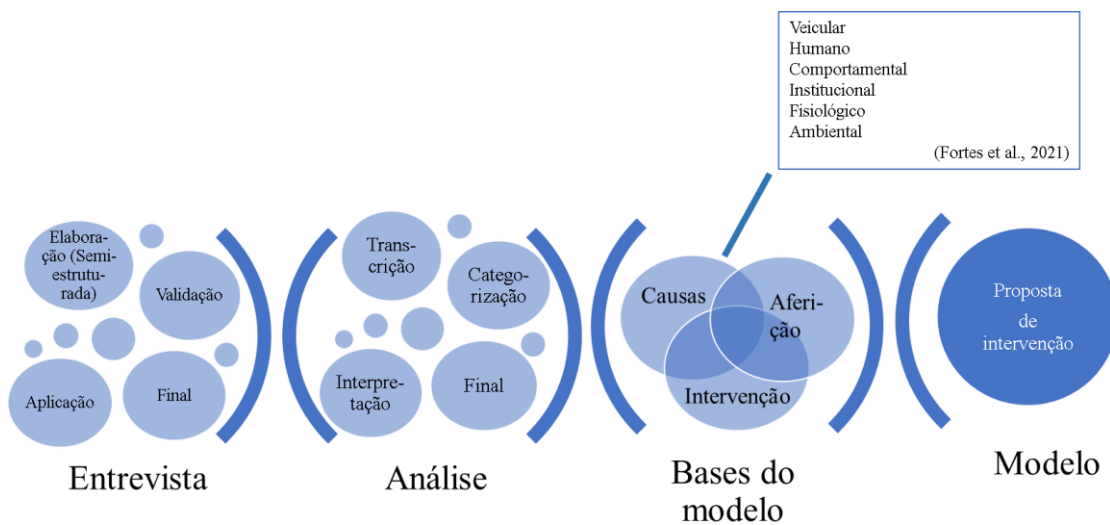 Veicular
Humano
Comportamental
Institucional
Fisiológico
Ambiental
(Fortes et al., 2021)
Elabora-
ção (Semi-
estrutu-
rada)
Validação
Aplicação
Final
Entrevista
Trans-
crição
Catego-
rização
Interpre-
tação
Final
Análise
Causas
Aferi-
ção
Intervenção
Bases do
modelo
Proposta
de
intervenção
Modelo